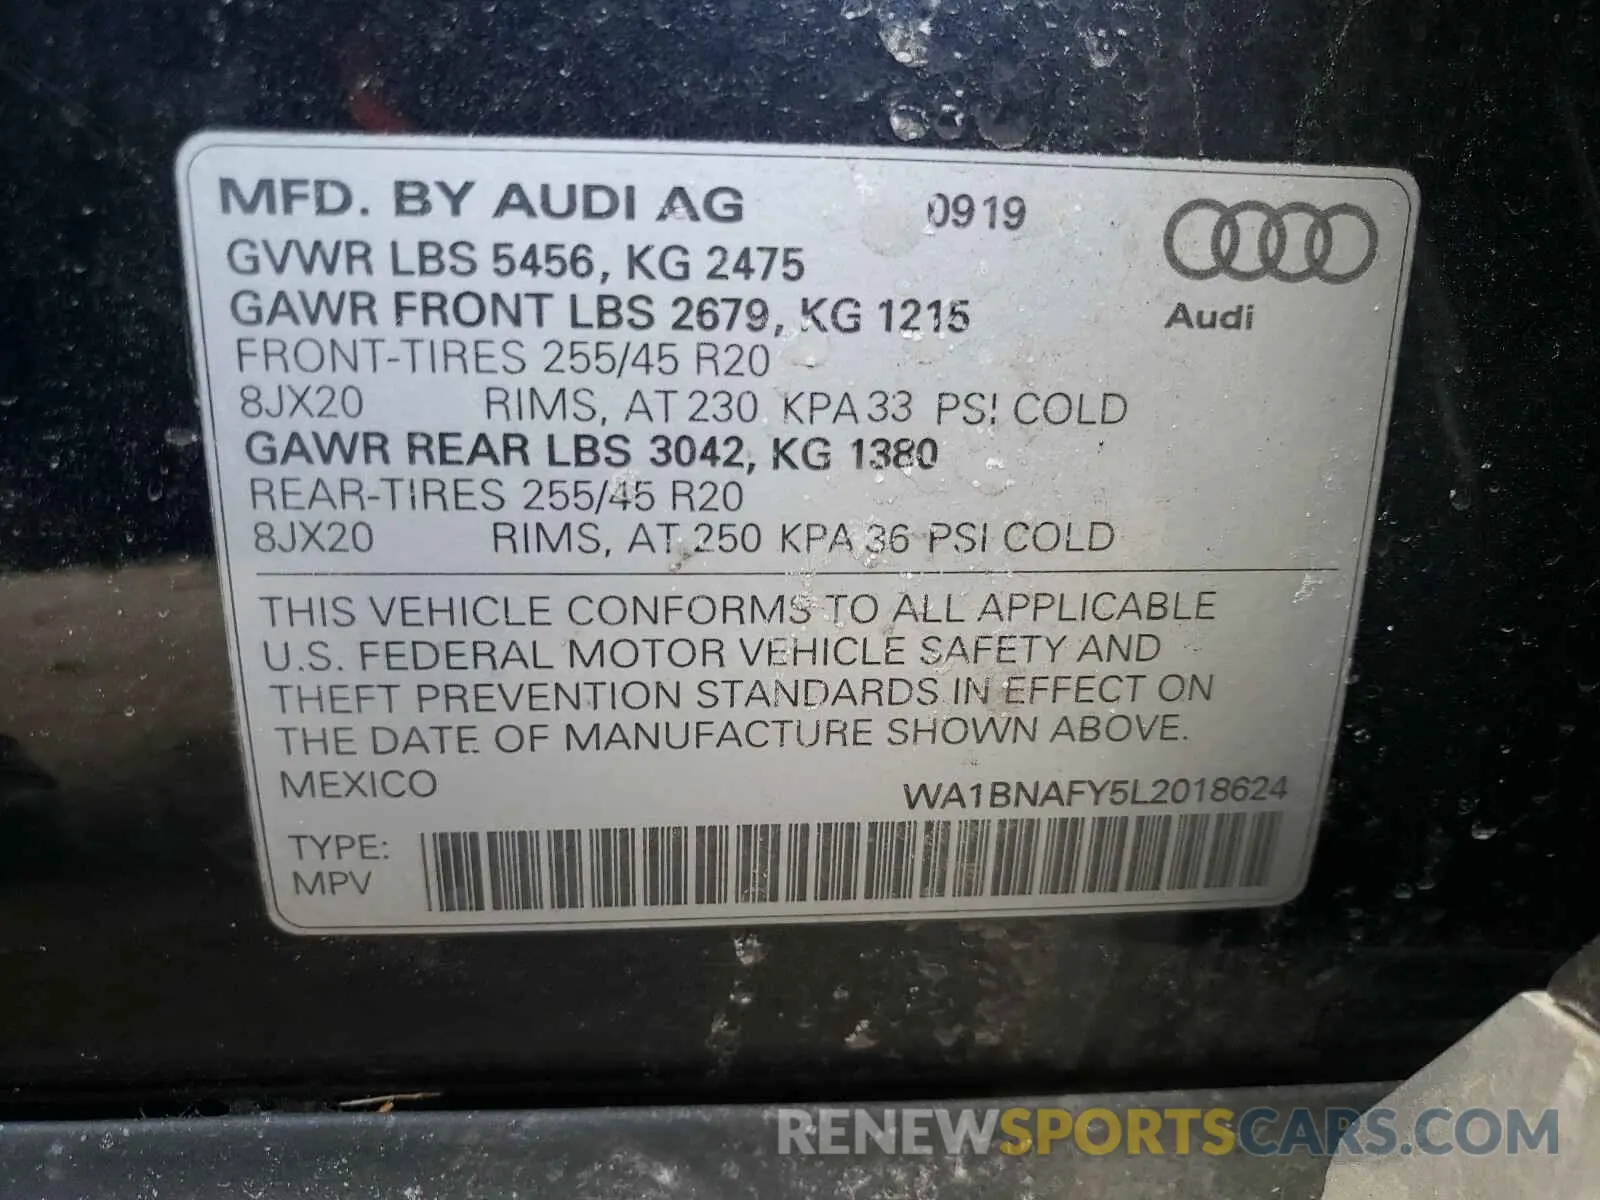 MFD. BY AUDI AG 0919
GVWR LBS 5456, KG 2475
GAWR FRONT LBS 2679, KG 1215
Audi
FRONT-TIRES 255/45 R20
8JX20 RIMS, AT 230 KPA 33 PSI COLD
GAWR REAR LBS 3042, KG 1380
REAR-TIRES 255/45 R20
8JX20 RIMS, AT 250 KPA 36 PSI COLD
THIS VEHICLE CONFORMS TO ALL APPLICABLE
U.S. FEDERAL MOTOR VEHICLE SAFETY AND
THEFT PREVENTION STANDARDS IN EFFECT ON
THE DATE OF MANUFACTURE SHOWN ABOVE.
MEXICO WA1BNAFY5L2018624
TYPE:
MPV
RENEWSPORTSCARS.COM